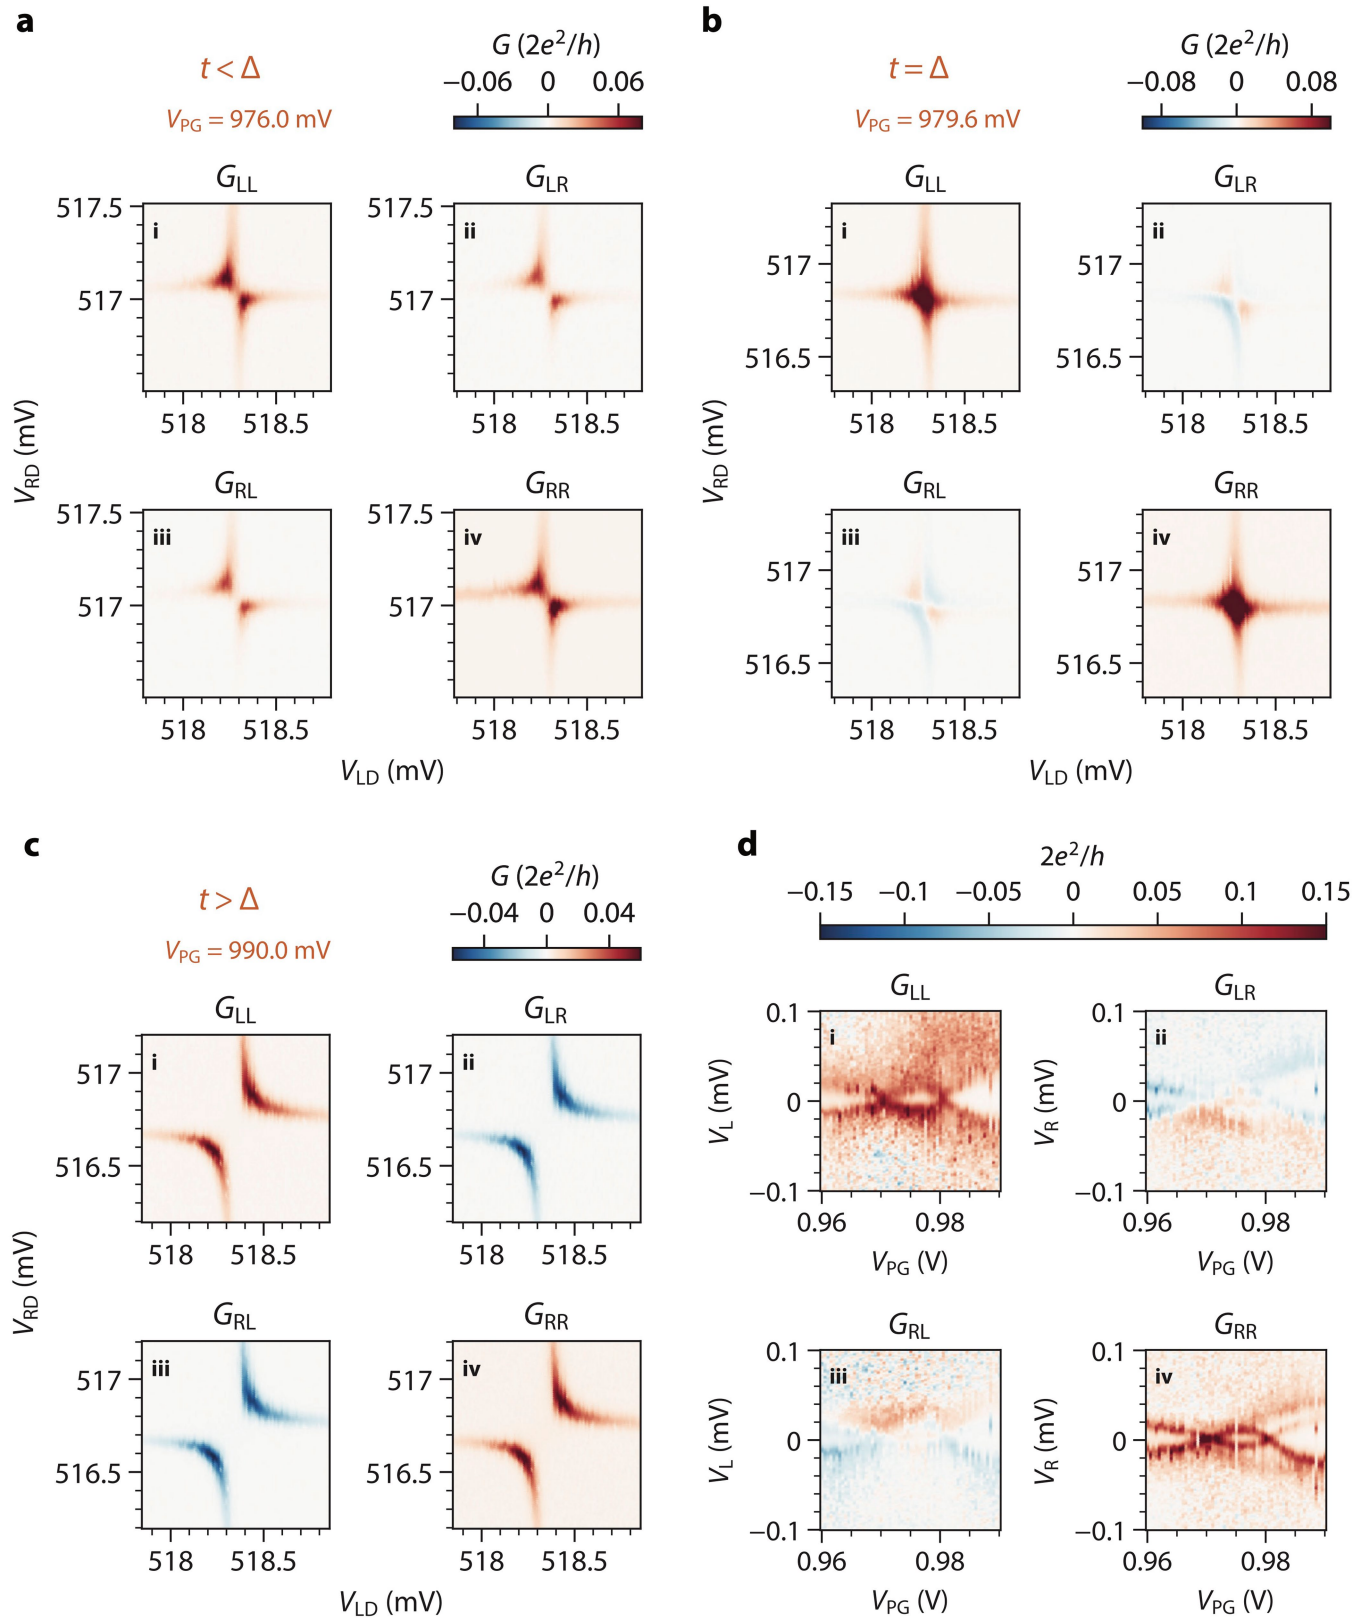 a
t < Δ
V_PG = 976.0 mV
G (2e²/h)
−0.06 0 0.06
G_LL G_LR
517.5 517 i 518 518.5
517.5 517 ii 518 518.5
G_RL G_RR
517.5 517 iii 518 518.5
517.5 517 iv 518 518.5
V_RD (mV)
V_LD (mV)
b
t = Δ
V_PG = 979.6 mV
G (2e²/h)
−0.08 0 0.08
G_LL G_LR
517 516.5 i 518 518.5
517 516.5 ii 518 518.5
G_RL G_RR
517 516.5 iii 518 518.5
517 516.5 iv 518 518.5
V_RD (mV)
V_LD (mV)
c
t > Δ
V_PG = 990.0 mV
G (2e²/h)
−0.04 0 0.04
G_LL G_LR
517 516.5 i 518 518.5
517 516.5 ii 518 518.5
G_RL G_RR
517 516.5 iii 518 518.5
517 516.5 iv 518 518.5
V_RD (mV)
V_LD (mV)
d
2e²/h
−0.15 −0.1 −0.05 0 0.05 0.1 0.15
G_LL
V_L (mV)
0.1 0 −0.1 i 0.96 0.98
V_PG (V)
G_LR
V_R (mV)
0.1 0 −0.1 ii 0.96 0.98
V_PG (V)
G_RL
V_L (mV)
0.1 0 −0.1 iii 0.96 0.98
V_PG (V)
G_RR
V_R (mV)
0.1 0 −0.1 iv 0.96 0.98
V_PG (V)